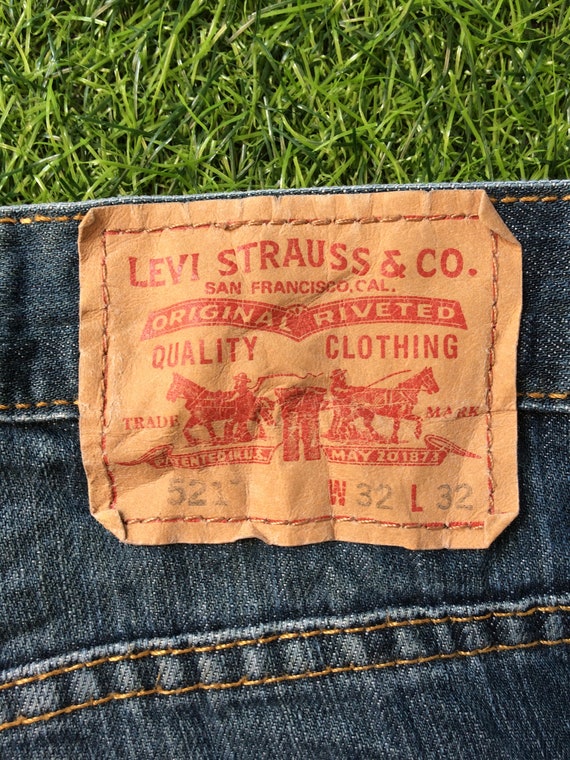 LEVI STRAUSS & CO.
SAN FRANCISCO, CAL.
ORIGINAL RIVETED
QUALITY CLOTHING
TRADE MARK
PATENTED IN U.S. MAY 20 1873
521 W 32 L 32